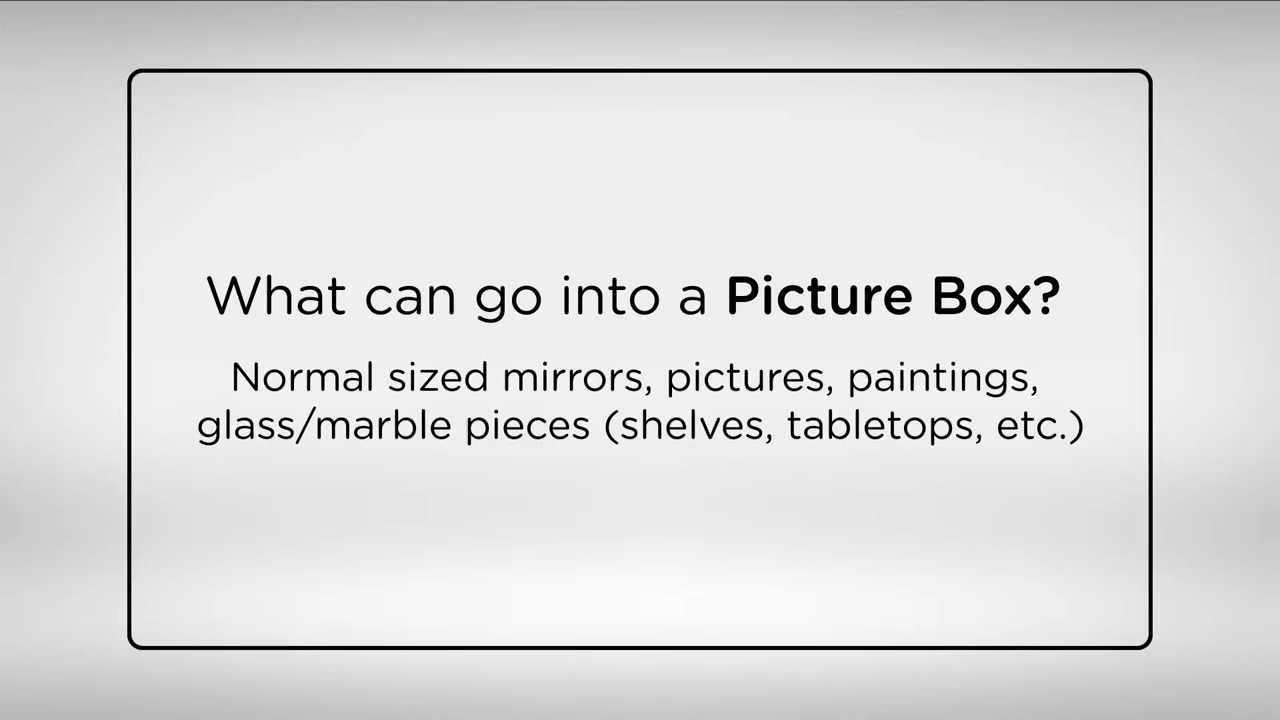 What can go into a Picture Box?
Normal sized mirrors, pictures, paintings,
glass/marble pieces (shelves, tabletops, etc.)